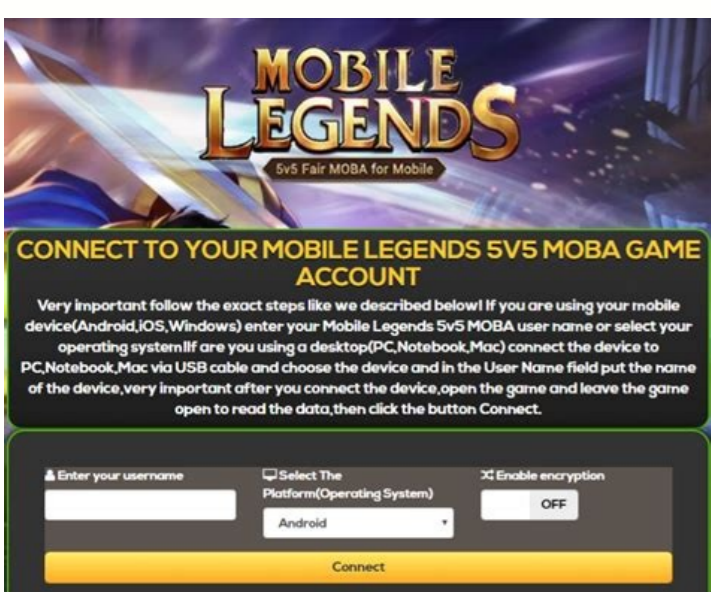 MOBILE
LEGENDS
5v5 Fair MOBA for Mobile
CONNECT TO YOUR MOBILE LEGENDS 5V5 MOBA GAME
ACCOUNT
Very important follow the exact steps like we described below! If you are using your mobile
device(Android,iOS,Windows) enter your Mobile Legends 5v5 MOBA user name or select your
operating system!If are you using a desktop(PC,Notebook,Mac) connect the device to
PC,Notebook,Mac via USB cable and choose the device and in the User Name field put the name
of the device,very important after you connect the device,open the game and leave the game
open to read the data,then click the button Connect.
Enter your username
Select The
Platform(Operating System)
Enable encryption
Android
OFF
Connect